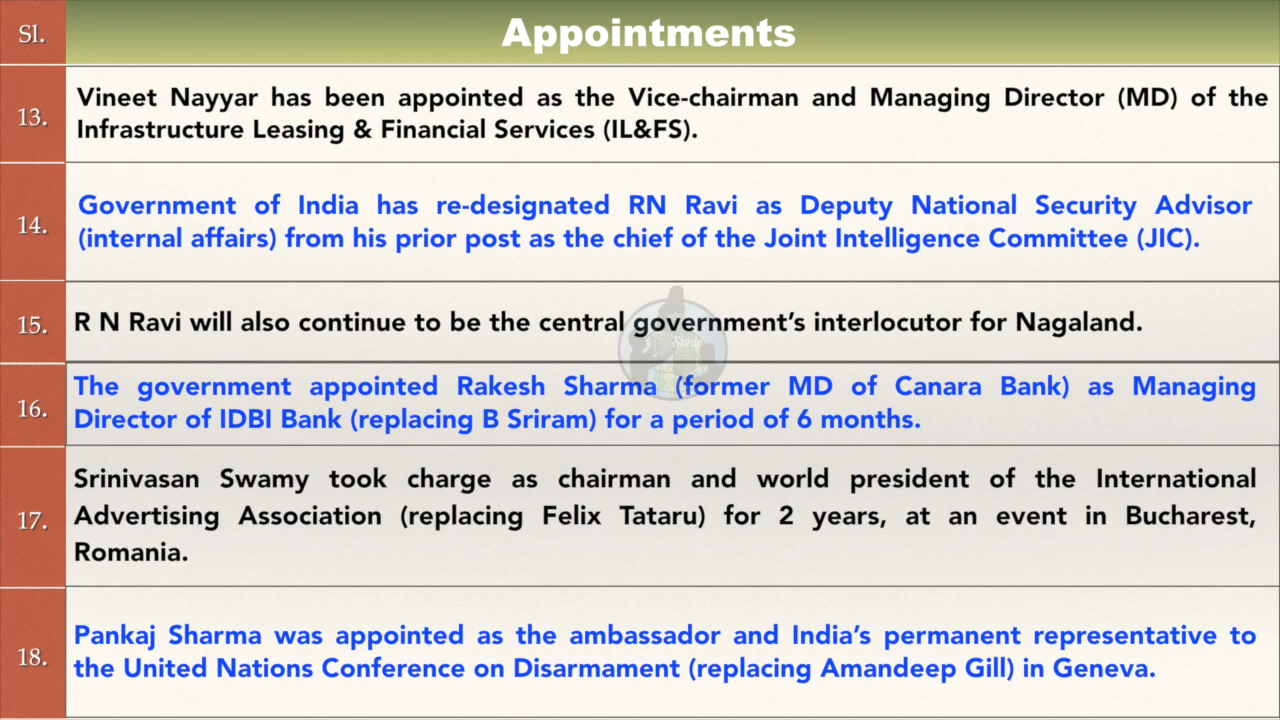 Sl.
Appointments
13.
Vineet Nayyar has been appointed as the Vice-chairman and Managing Director (MD) of the
Infrastructure Leasing & Financial Services (IL&FS).
14.
Government of India has re-designated RN Ravi as Deputy National Security Advisor
(internal affairs) from his prior post as the chief of the Joint Intelligence Committee (JIC).
15.
R N Ravi will also continue to be the central government’s interlocutor for Nagaland.
16.
The government appointed Rakesh Sharma (former MD of Canara Bank) as Managing
Director of IDBI Bank (replacing B Sriram) for a period of 6 months.
17.
Srinivasan Swamy took charge as chairman and world president of the International
Advertising Association (replacing Felix Tataru) for 2 years, at an event in Bucharest,
Romania.
18.
Pankaj Sharma was appointed as the ambassador and India’s permanent representative to
the United Nations Conference on Disarmament (replacing Amandeep Gill) in Geneva.